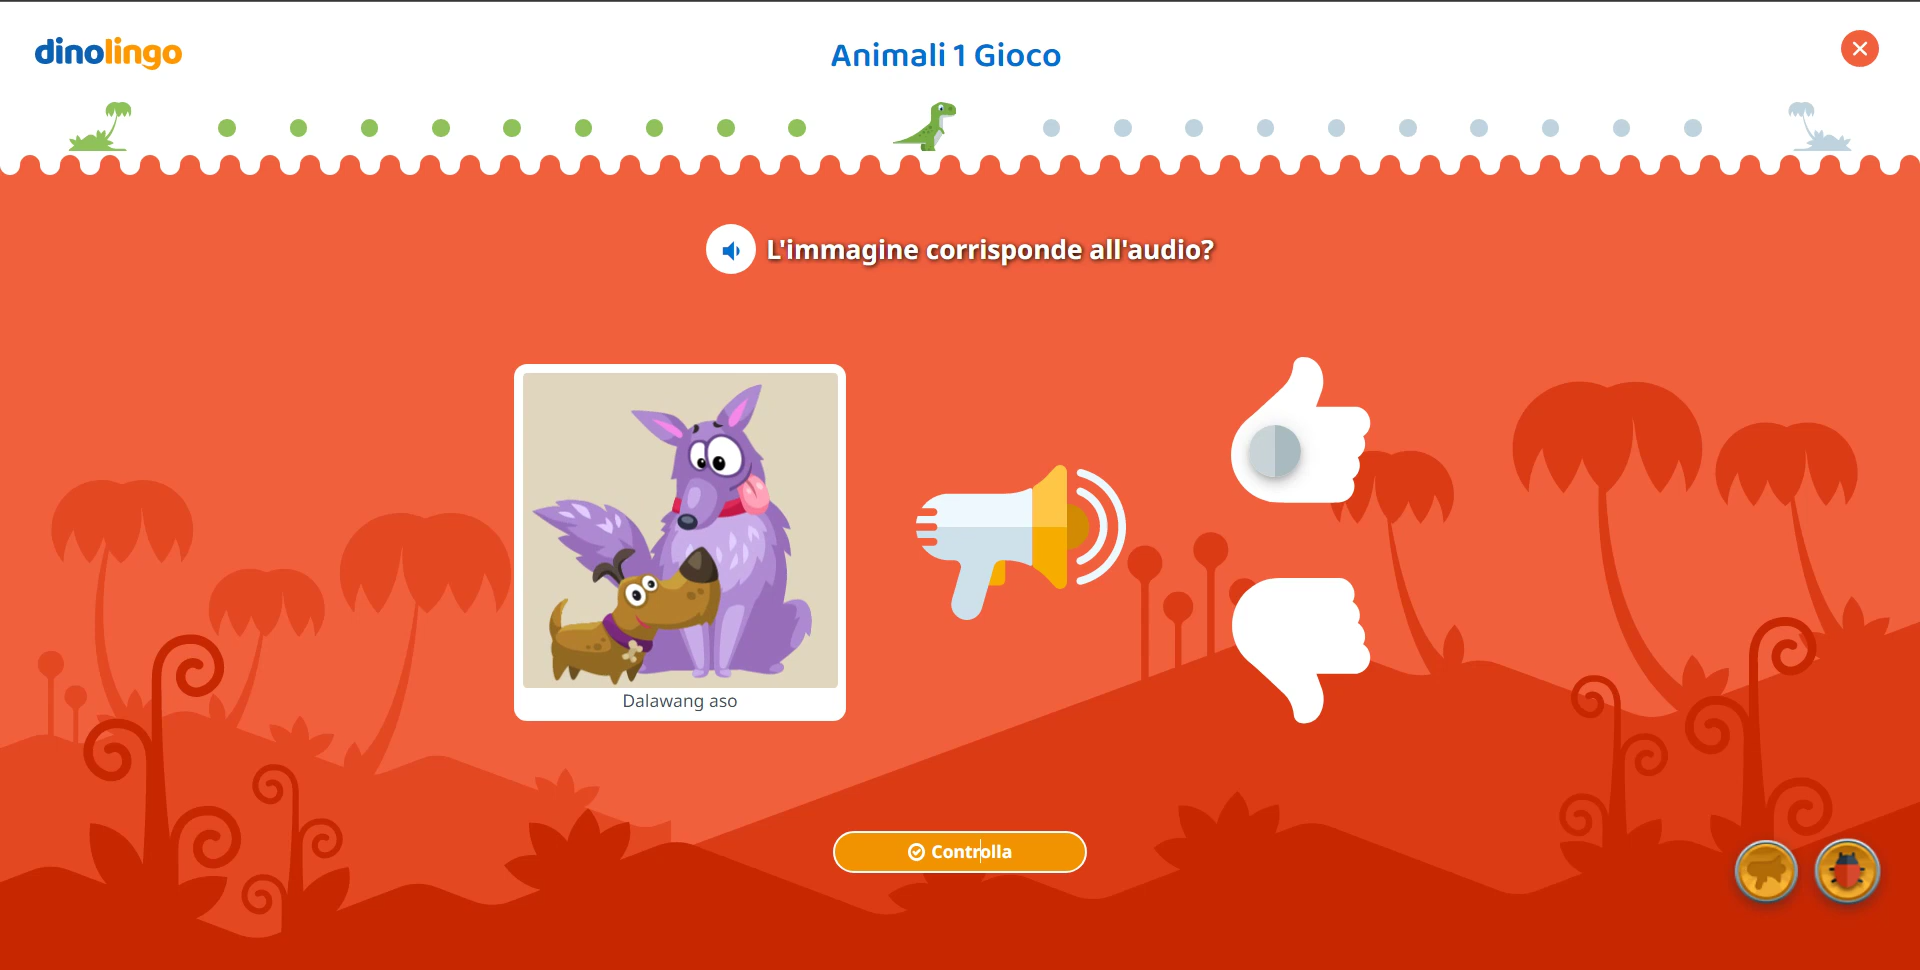 dinolingo
Animali 1 Gioco
L'immagine corrisponde all'audio?
Dalawang aso
Controlla